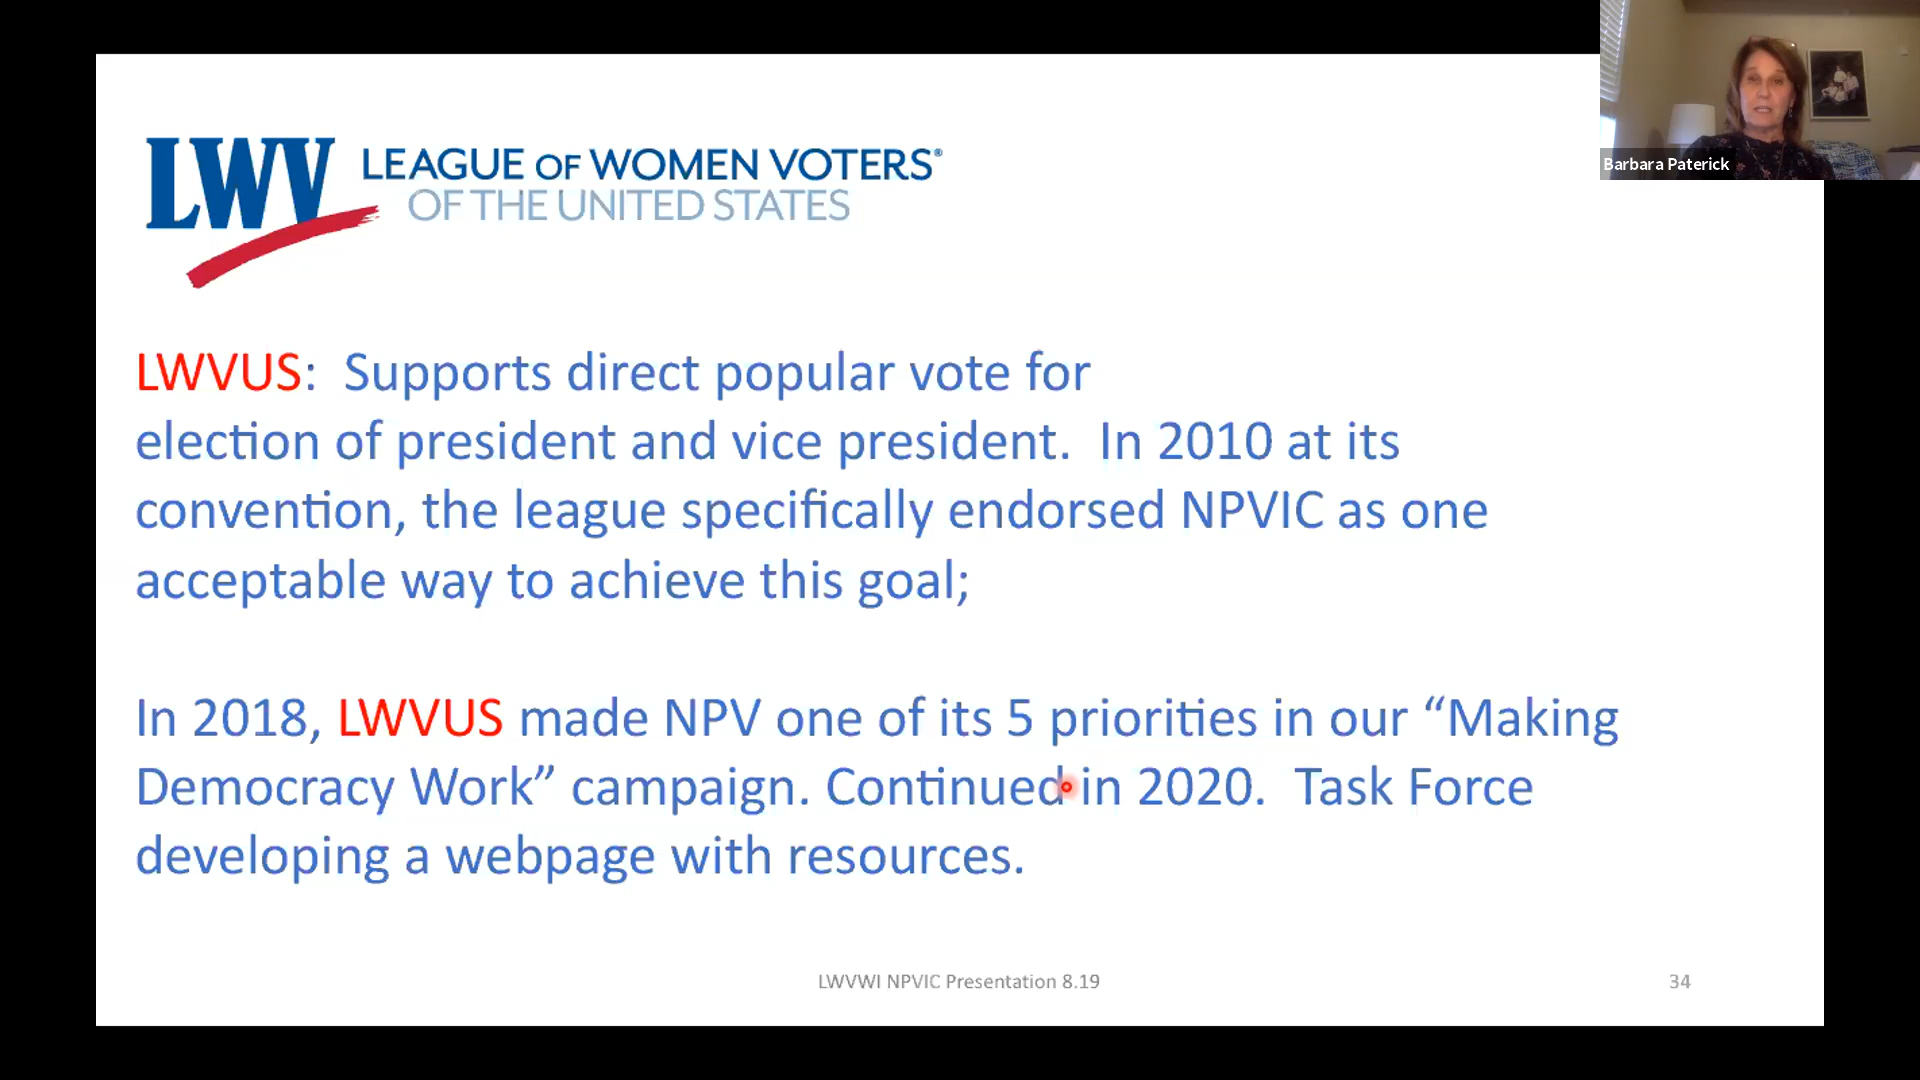 Barbara Paterick
LWV LEAGUE OF WOMEN VOTERS®
OF THE UNITED STATES
LWVUS: Supports direct popular vote for
election of president and vice president. In 2010 at its
convention, the league specifically endorsed NPVIC as one
acceptable way to achieve this goal;
In 2018, LWVUS made NPV one of its 5 priorities in our “Making
Democracy Work” campaign. Continued in 2020. Task Force
developing a webpage with resources.
LWVWI NPVIC Presentation 8.19
34